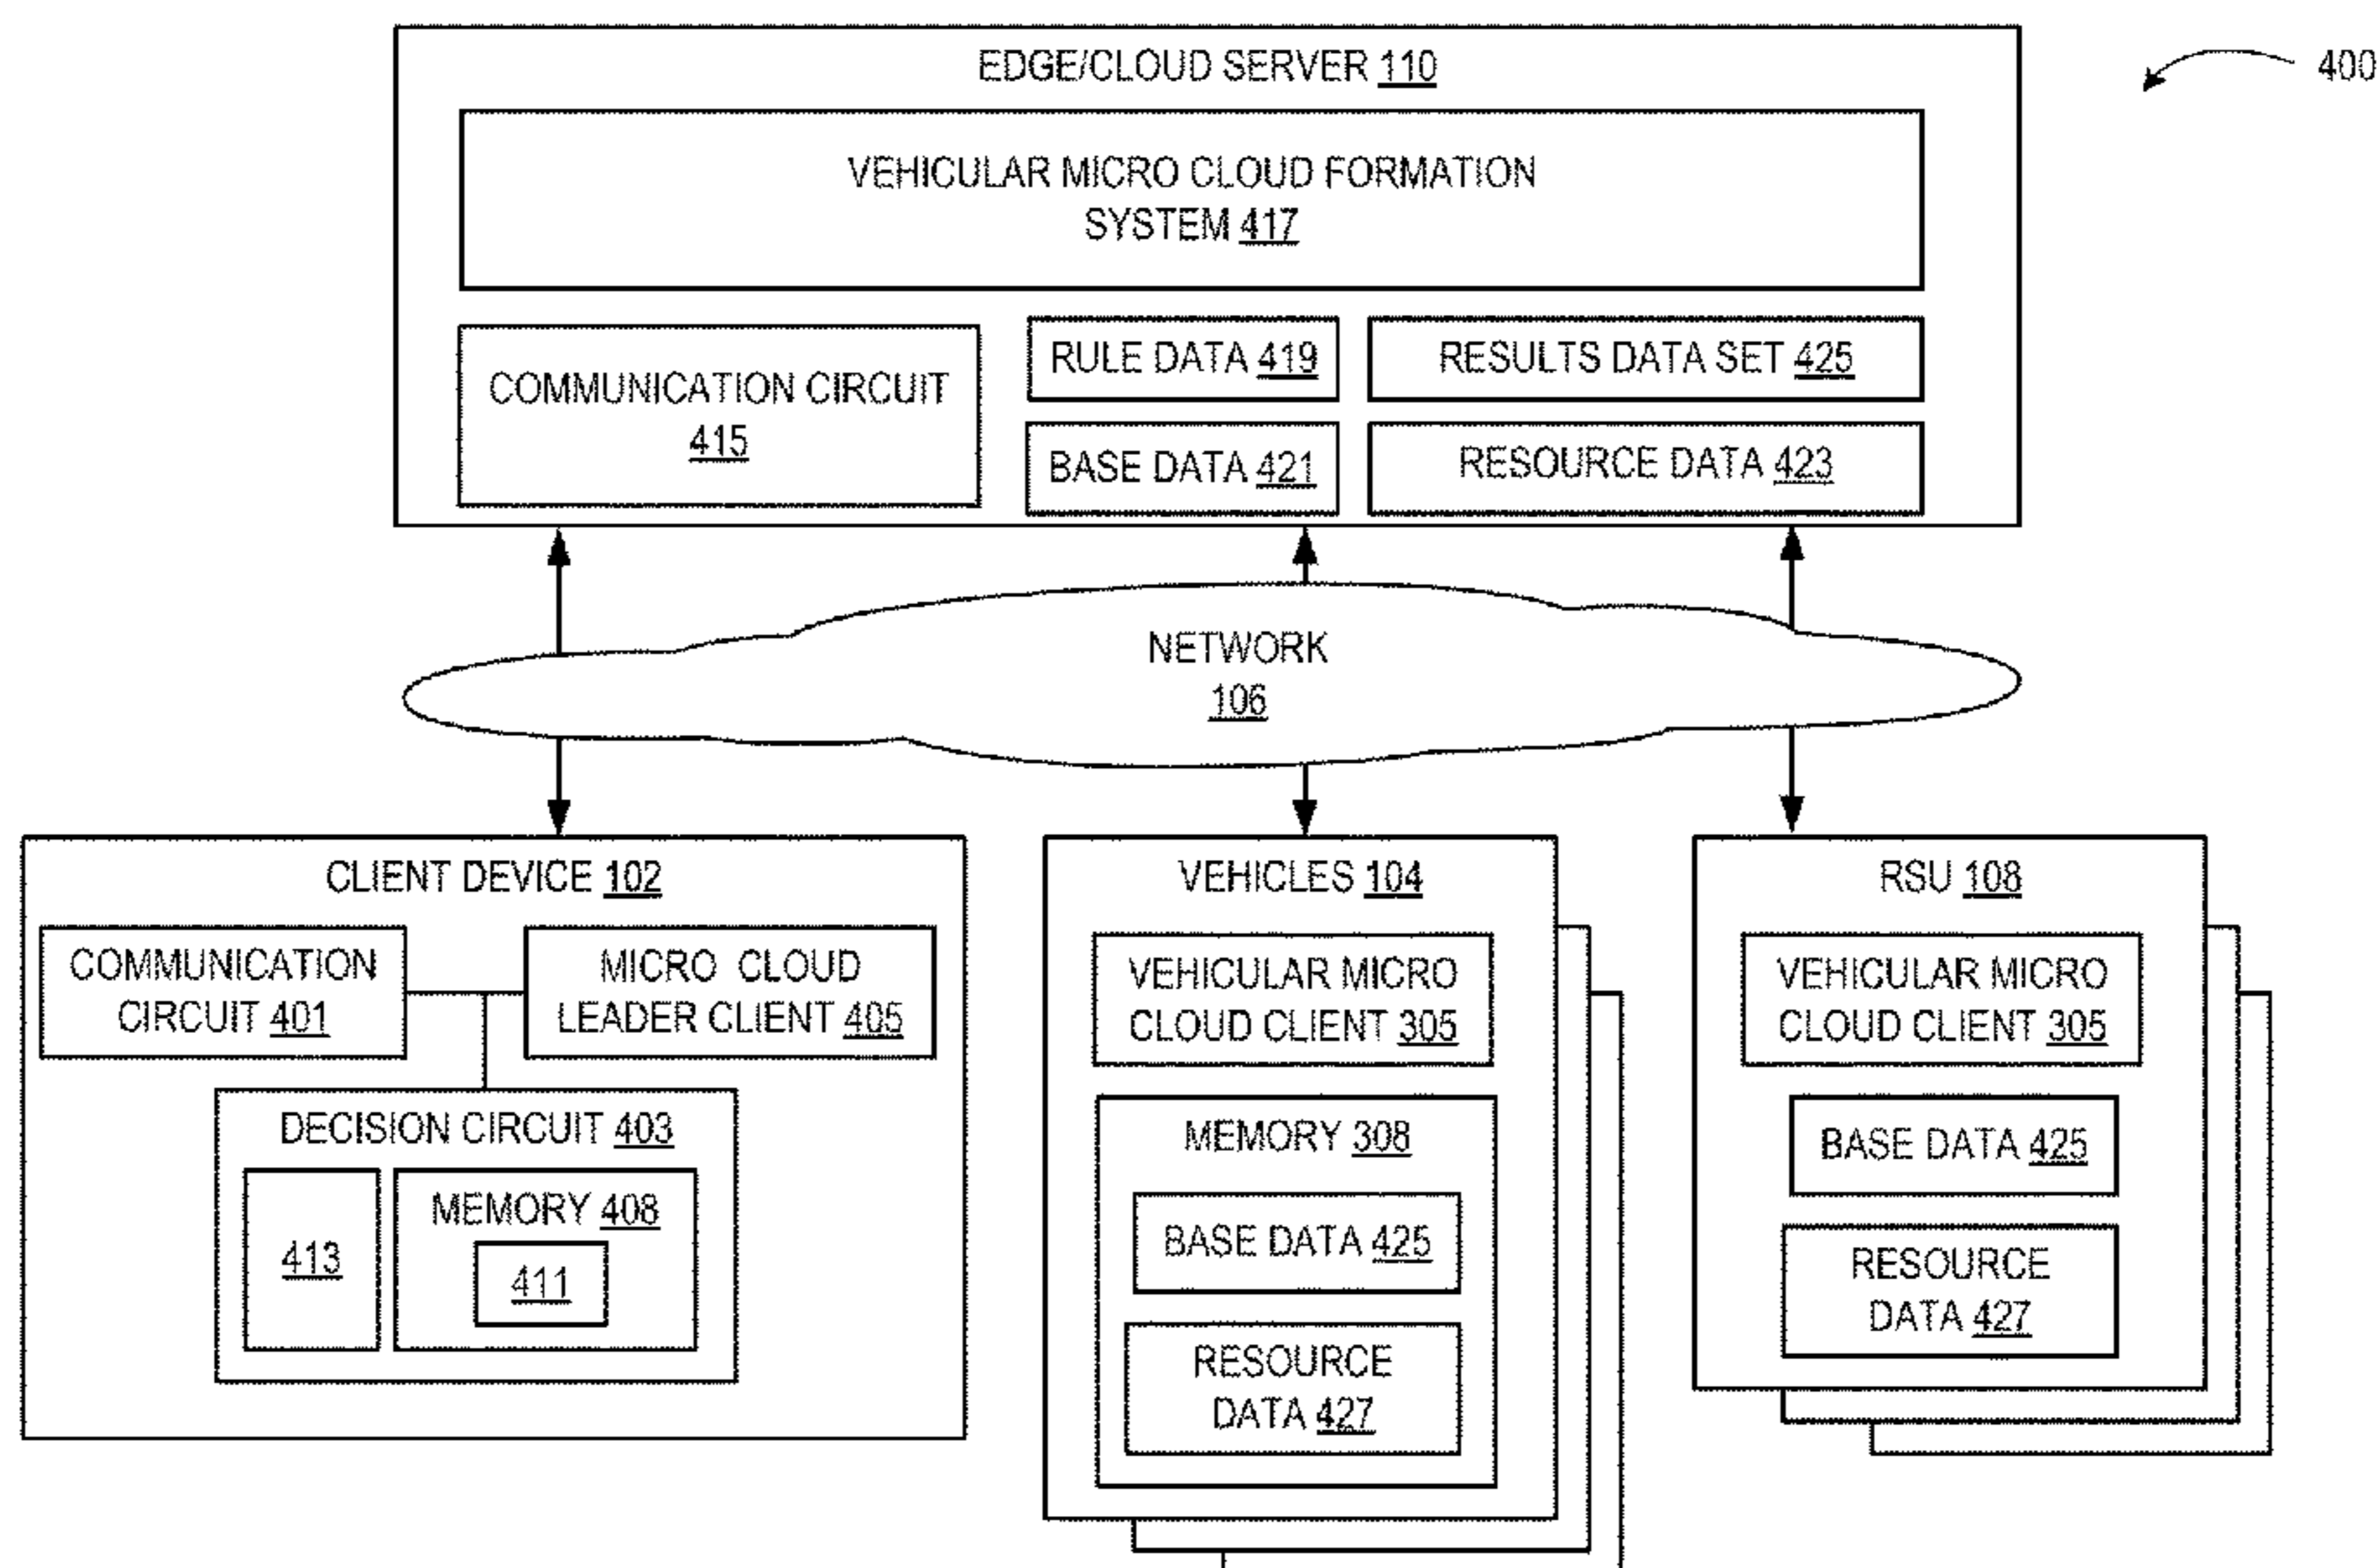 EDGE/CLOUD SERVER 110
400
VEHICULAR MICRO CLOUD FORMATION
SYSTEM 417
COMMUNICATION CIRCUIT
415
RULE DATA 419
RESULTS DATA SET 425
BASE DATA 421
RESOURCE DATA 423
NETWORK
106
CLIENT DEVICE 102
COMMUNICATION
CIRCUIT 401
MICRO CLOUD
LEADER CLIENT 405
DECISION CIRCUIT 403
413
MEMORY 408
411
VEHICLES 104
VEHICULAR MICRO
CLOUD CLIENT 305
MEMORY 308
BASE DATA 425
RESOURCE
DATA 427
RSU 108
VEHICULAR MICRO
CLOUD CLIENT 305
BASE DATA 425
RESOURCE
DATA 427